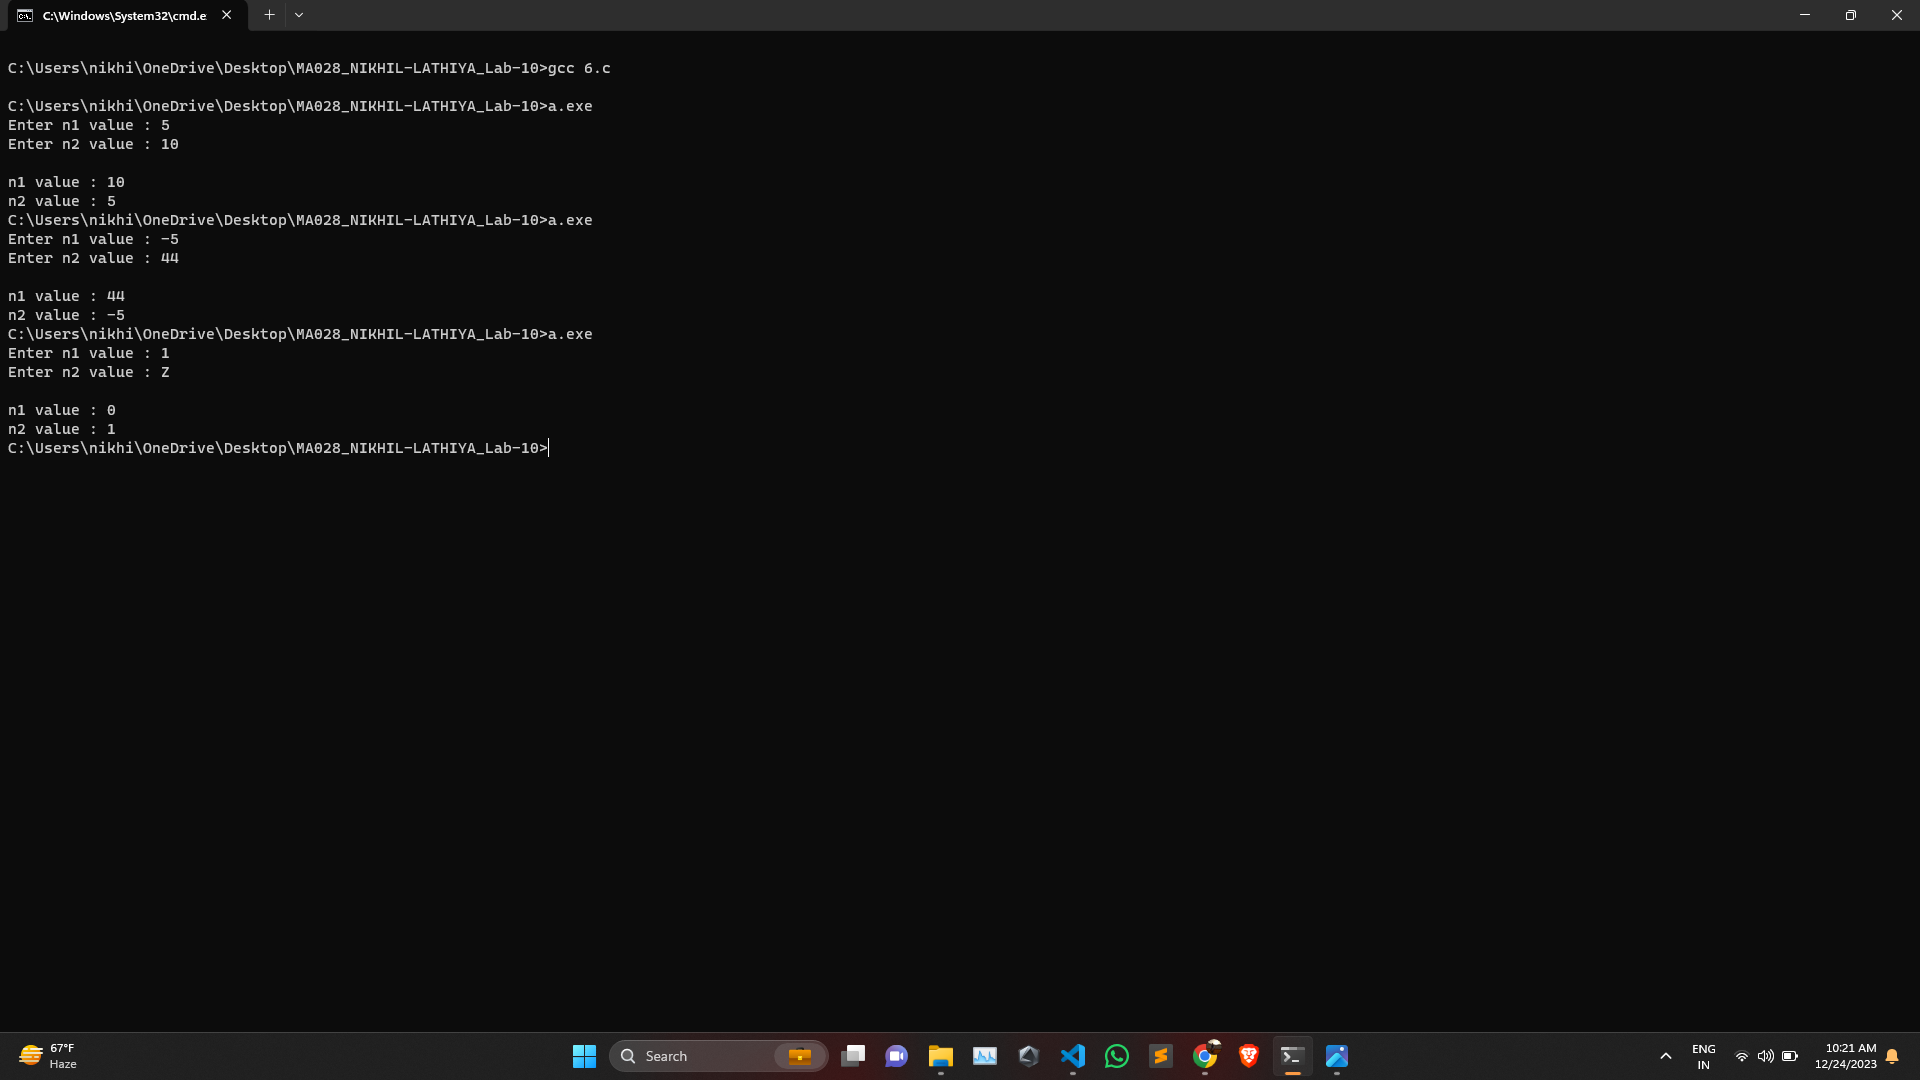 C:\Windows\System32\cmd.e
C:\Users\nikhi\OneDrive\Desktop\MA028_NIKHIL-LATHIYA_Lab-10>gcc 6.c
C:\Users\nikhi\OneDrive\Desktop\MA028_NIKHIL-LATHIYA_Lab-10>a.exe
Enter n1 value : 5
Enter n2 value : 10
n1 value : 10
n2 value : 5
C:\Users\nikhi\OneDrive\Desktop\MA028_NIKHIL-LATHIYA_Lab-10>a.exe
Enter n1 value : -5
Enter n2 value : 44
n1 value : 44
n2 value : -5
C:\Users\nikhi\OneDrive\Desktop\MA028_NIKHIL-LATHIYA_Lab-10>a.exe
Enter n1 value : 1
Enter n2 value : Z
n1 value : 0
n2 value : 1
C:\Users\nikhi\OneDrive\Desktop\MA028_NIKHIL-LATHIYA_Lab-10>
67°F
Haze
Search
ENG
IN
10:21 AM
12/24/2023